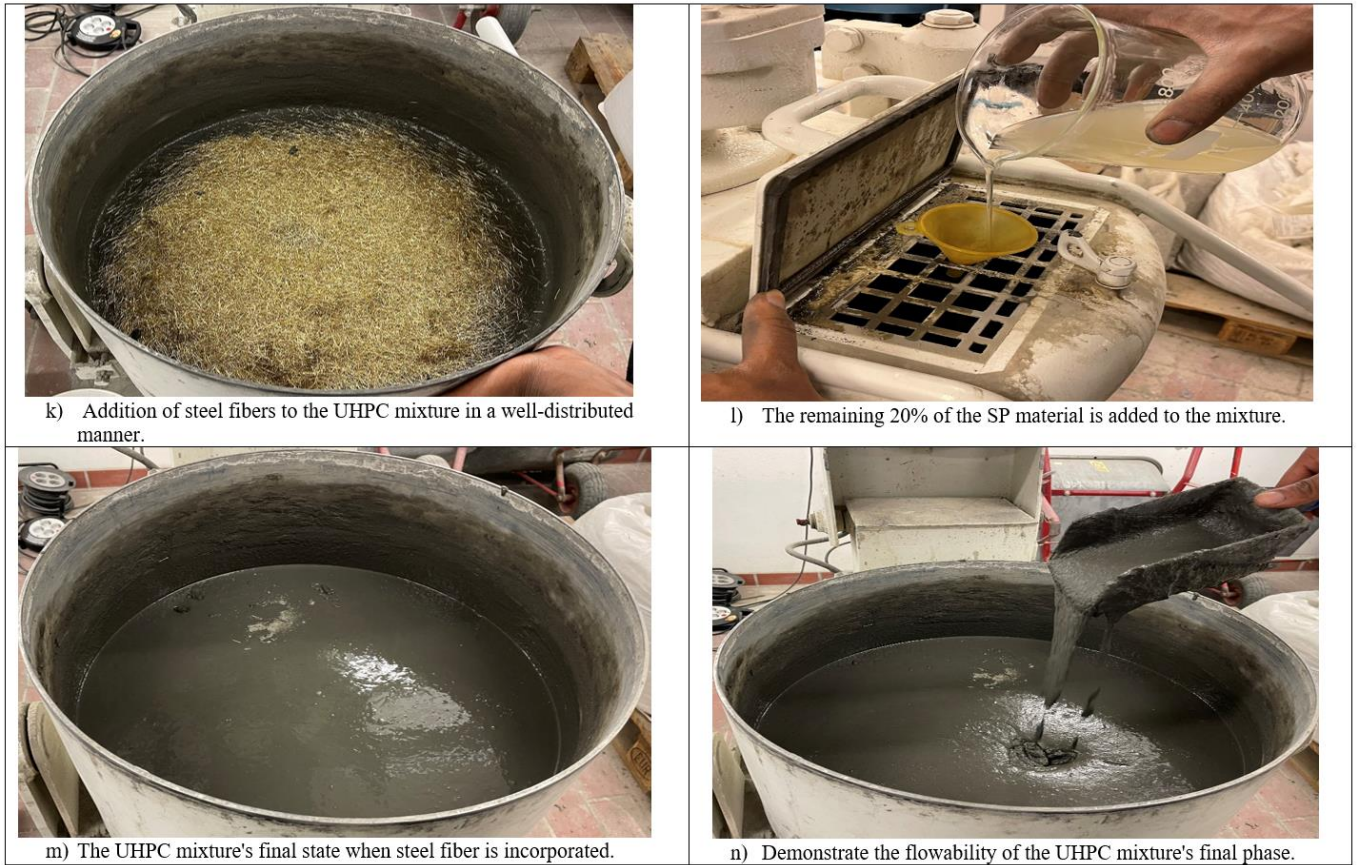 k) Addition of steel fibers to the UHPC mixture in a well-distributed
manner.
l) The remaining 20% of the SP material is added to the mixture.
m) The UHPC mixture's final state when steel fiber is incorporated.
n) Demonstrate the flowability of the UHPC mixture's final phase.